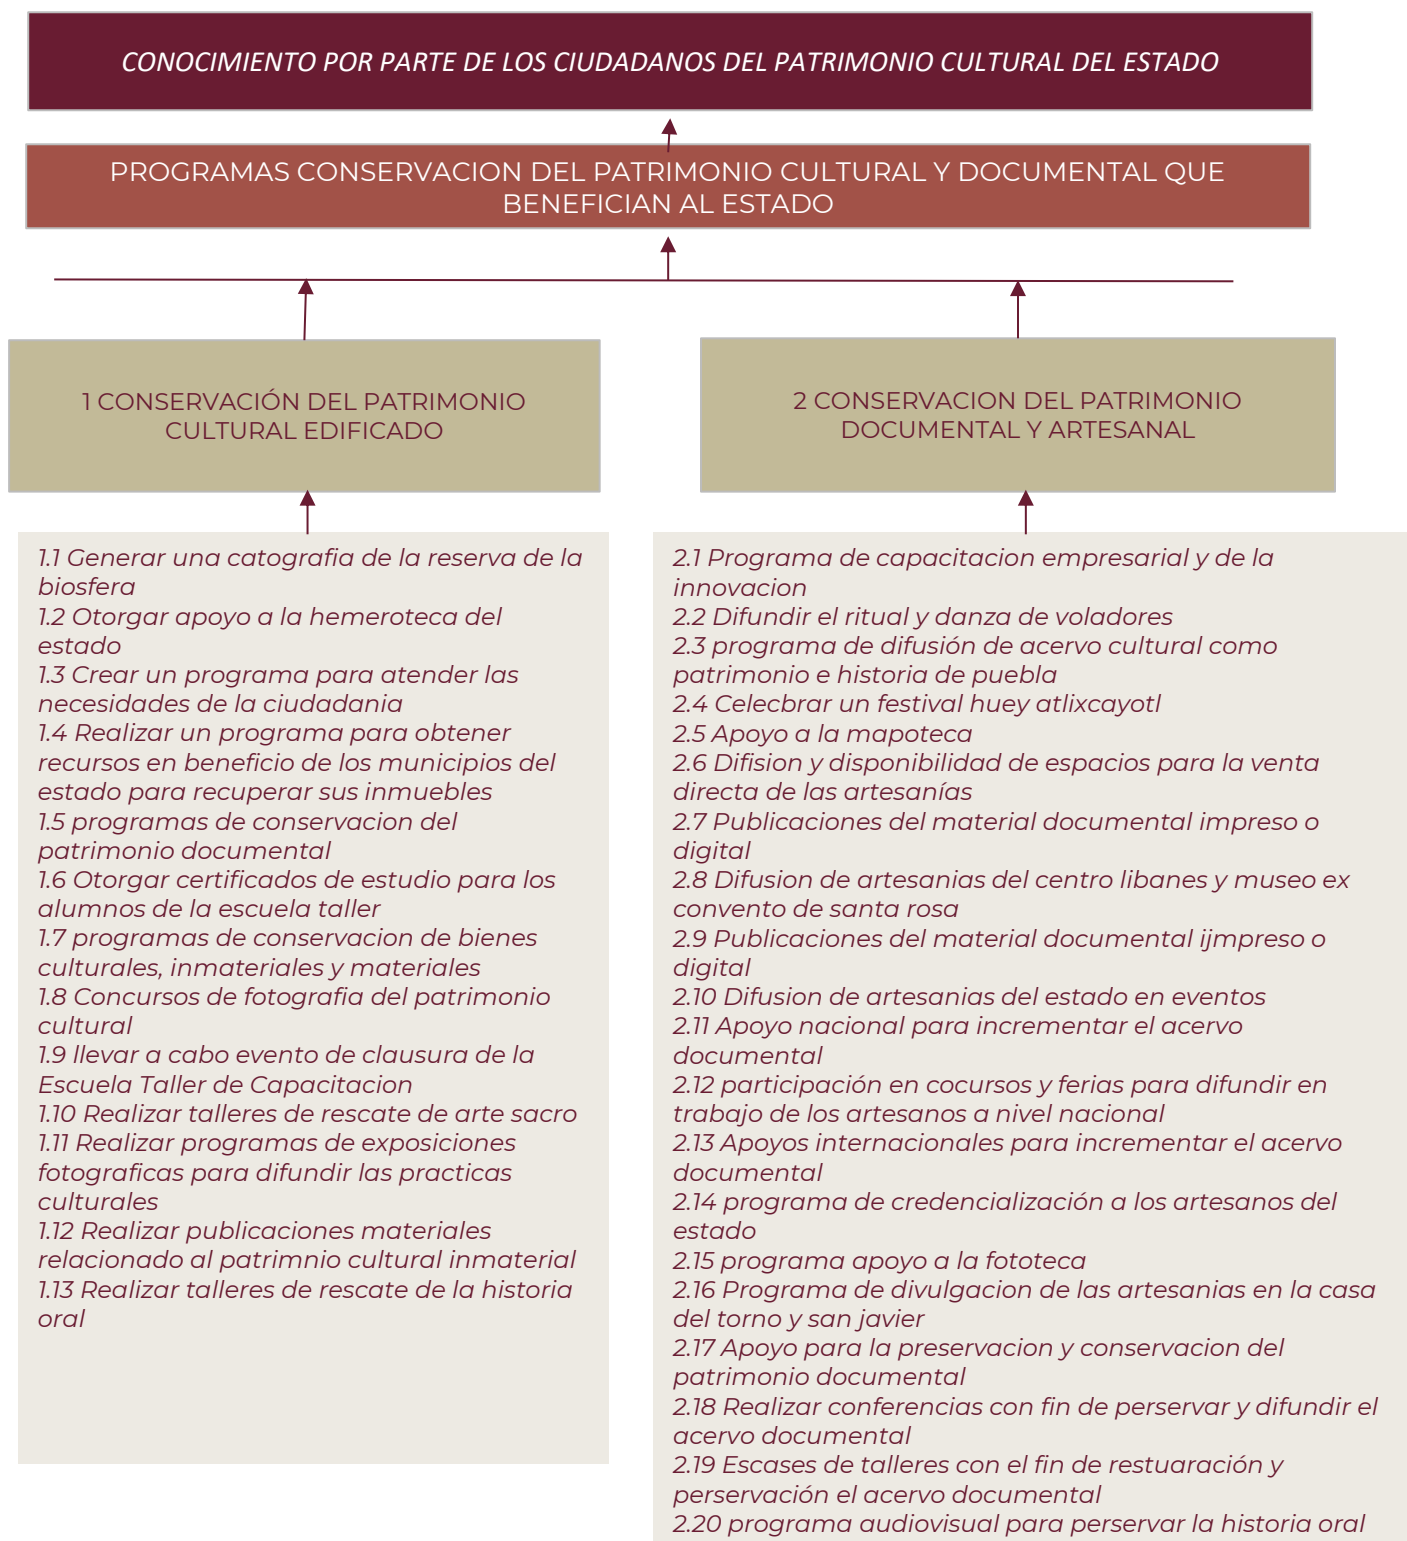 CONOCIMIENTO POR PARTE DE LOS CIUDADANOS DEL PATRIMONIO CULTURAL DEL ESTADO
PROGRAMAS CONSERVACION DEL PATRIMONIO CULTURAL Y DOCUMENTAL QUE
BENEFICIAN AL ESTADO
1 CONSERVACIÓN DEL PATRIMONIO
CULTURAL EDIFICADO
2 CONSERVACION DEL PATRIMONIO
DOCUMENTAL Y ARTESANAL
1.1 Generar una catografia de la reserva de la
biosfera
1.2 Otorgar apoyo a la hemeroteca del
estado
1.3 Crear un programa para atender las
necesidades de la ciudadania
1.4 Realizar un programa para obtener
recursos en beneficio de los municipios del
estado para recuperar sus inmuebles
1.5 programas de conservacion del
patrimonio documental
1.6 Otorgar certificados de estudio para los
alumnos de la escuela taller
1.7 programas de conservacion de bienes
culturales, inmateriales y materiales
1.8 Concursos de fotografia del patrimonio
cultural
1.9 llevar a cabo evento de clausura de la
Escuela Taller de Capacitacion
1.10 Realizar talleres de rescate de arte sacro
1.11 Realizar programas de exposiciones
fotograficas para difundir las practicas
culturales
1.12 Realizar publicaciones materiales
relacionado al patrimnio cultural inmaterial
1.13 Realizar talleres de rescate de la historia
oral
2.1 Programa de capacitacion empresarial y de la
innovacion
2.2 Difundir el ritual y danza de voladores
2.3 programa de difusión de acervo cultural como
patrimonio e historia de puebla
2.4 Celecbrar un festival huey atlixcayotl
2.5 Apoyo a la mapoteca
2.6 Difision y disponibilidad de espacios para la venta
directa de las artesanías
2.7 Publicaciones del material documental impreso o
digital
2.8 Difusion de artesanias del centro libanes y museo ex
convento de santa rosa
2.9 Publicaciones del material documental ijmpreso o
digital
2.10 Difusion de artesanias del estado en eventos
2.11 Apoyo nacional para incrementar el acervo
documental
2.12 participación en cocursos y ferias para difundir en
trabajo de los artesanos a nivel nacional
2.13 Apoyos internacionales para incrementar el acervo
documental
2.14 programa de credencialización a los artesanos del
estado
2.15 programa apoyo a la fototeca
2.16 Programa de divulgacion de las artesanias en la casa
del torno y san javier
2.17 Apoyo para la preservacion y conservacion del
patrimonio documental
2.18 Realizar conferencias con fin de perservar y difundir el
acervo documental
2.19 Escases de talleres con el fin de restuaración y
perservación el acervo documental
2.20 programa audiovisual para perservar la historia oral